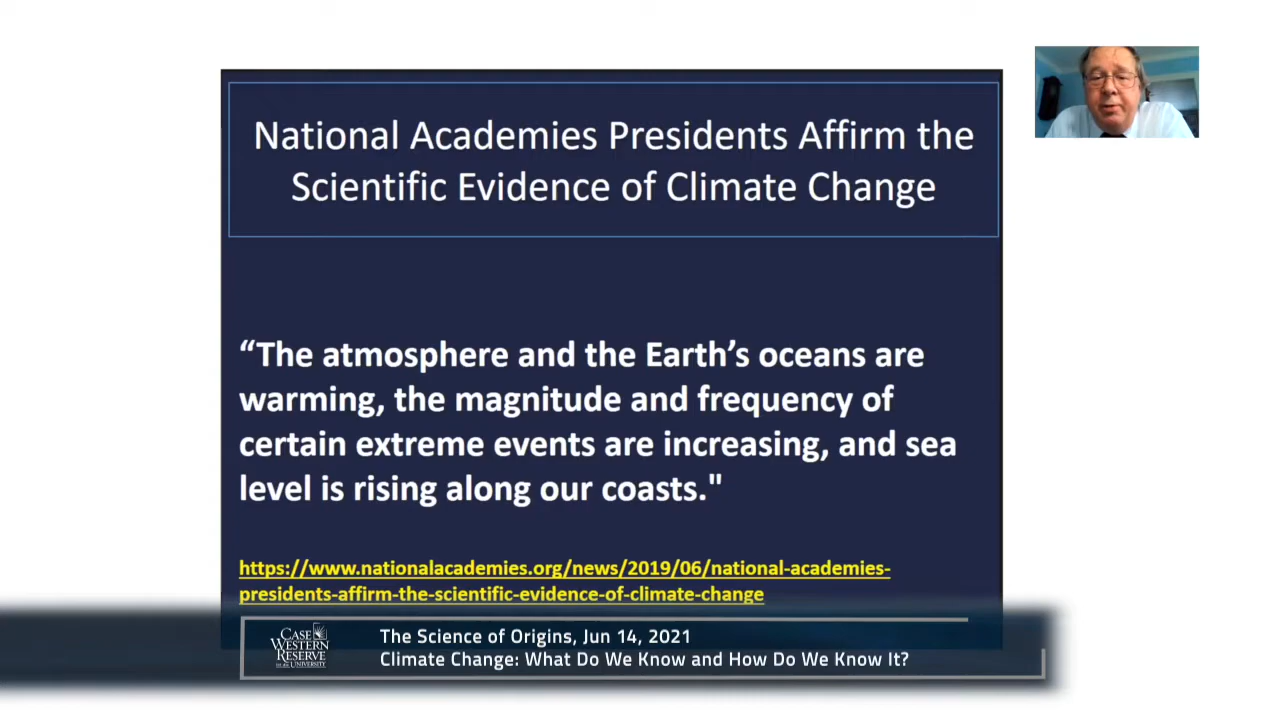 National Academies Presidents Affirm the
Scientific Evidence of Climate Change
“The atmosphere and the Earth’s oceans are
warming, the magnitude and frequency of
certain extreme events are increasing, and sea
level is rising along our coasts."
https://www.nationalacademies.org/news/2019/06/national-academies-
presidents-affirm-the-scientific-evidence-of-climate-change
CASE
WESTERN
RESERVE
UNIVERSITY
The Science of Origins, Jun 14, 2021
Climate Change: What Do We Know and How Do We Know It?